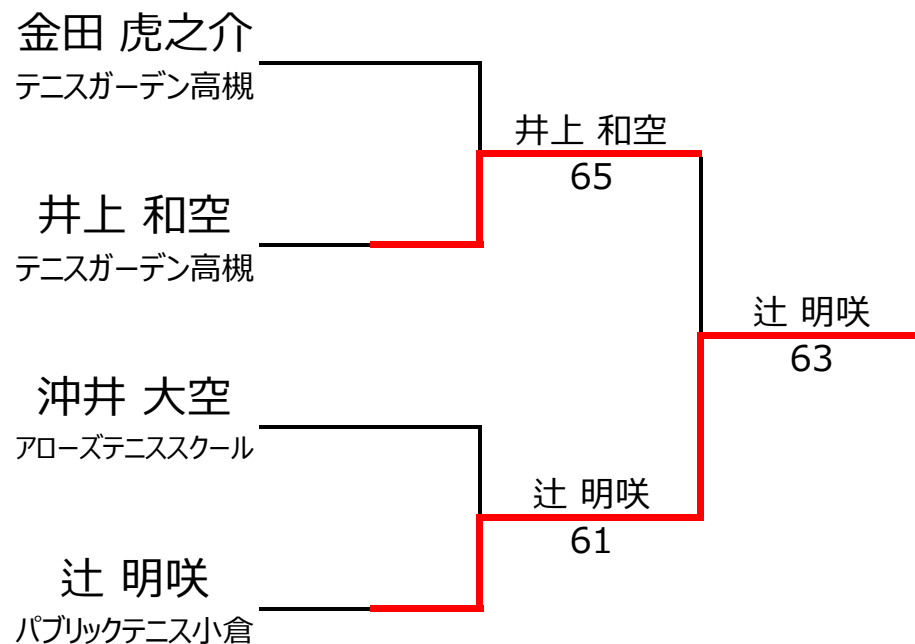 金田 虎之介
テニスガーデン高槻
井上 和空
65
井上 和空
テニスガーデン高槻
辻 明咲
63
沖井 大空
アローズテニススクール
辻 明咲
61
辻 明咲
パブリックテニス小倉